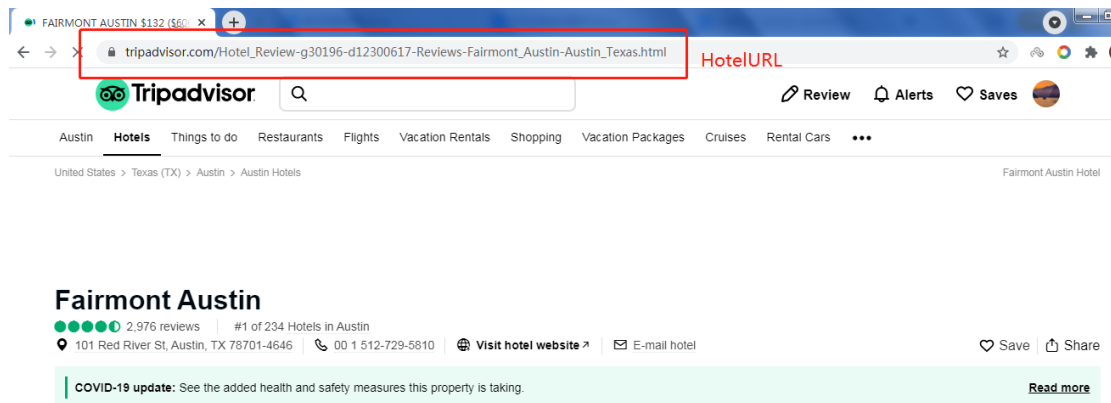 FAIRMONT AUSTIN $132 ($60
tripadvisor.com/Hotel_Review-g30196-d12300617-Reviews-Fairmont_Austin-Austin_Texas.html
HotelURL
Tripadvisor Review Alerts Saves
Austin Hotels Things to do Restaurants Flights Vacation Rentals Shopping Vacation Packages Cruises Rental Cars •••
United States > Texas (TX) > Austin > Austin Hotels Fairmont Austin Hotel
Fairmont Austin
2,976 reviews #1 of 234 Hotels in Austin
101 Red River St, Austin, TX 78701-4646 00 1 512-729-5810 Visit hotel website E-mail hotel Save Share
COVID-19 update: See the added health and safety measures this property is taking. Read more